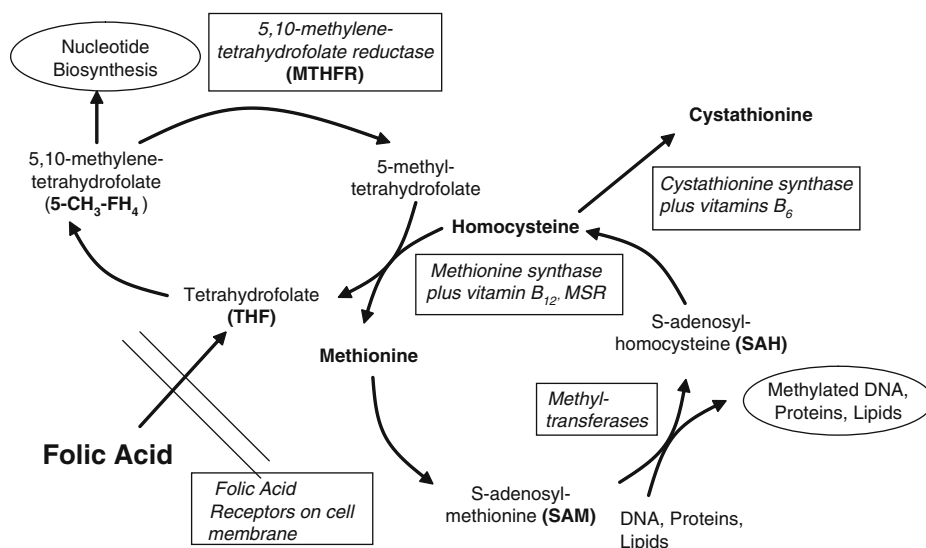 Nucleotide
Biosynthesis
5,10-methylene-
tetrahydrofolate reductase
(MTHFR)
Cystathionine
5,10-methylene-
tetrahydrofolate
(5-CH₃-FH₄)
5-methyl-
tetrahydrofolate
Cystathionine synthase
plus vitamins B₆
Homocysteine
Methionine synthase
plus vitamin B₁₂, MSR
Tetrahydrofolate
(THF)
S-adenosyl-
homocysteine (SAH)
Methionine
Methyl-
transferases
Methylated DNA,
Proteins, Lipids
Folic Acid
Folic Acid
Receptors on cell
membrane
S-adenosyl-
methionine (SAM)
DNA, Proteins,
Lipids